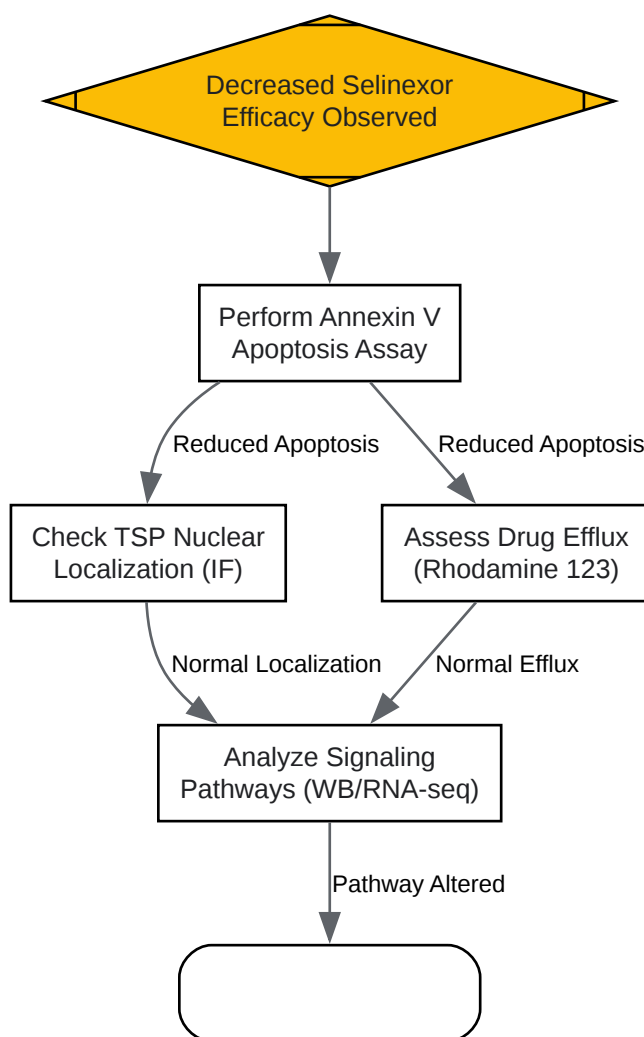 Decreased Selinexor
Efficacy Observed
Perform Annexin V
Apoptosis Assay
Reduced Apoptosis
Reduced Apoptosis
Check TSP Nuclear
Localization (IF)
Assess Drug Efflux
(Rhodamine 123)
Normal Localization
Normal Efflux
Analyze Signaling
Pathways (WB/RNA-seq)
Pathway Altered